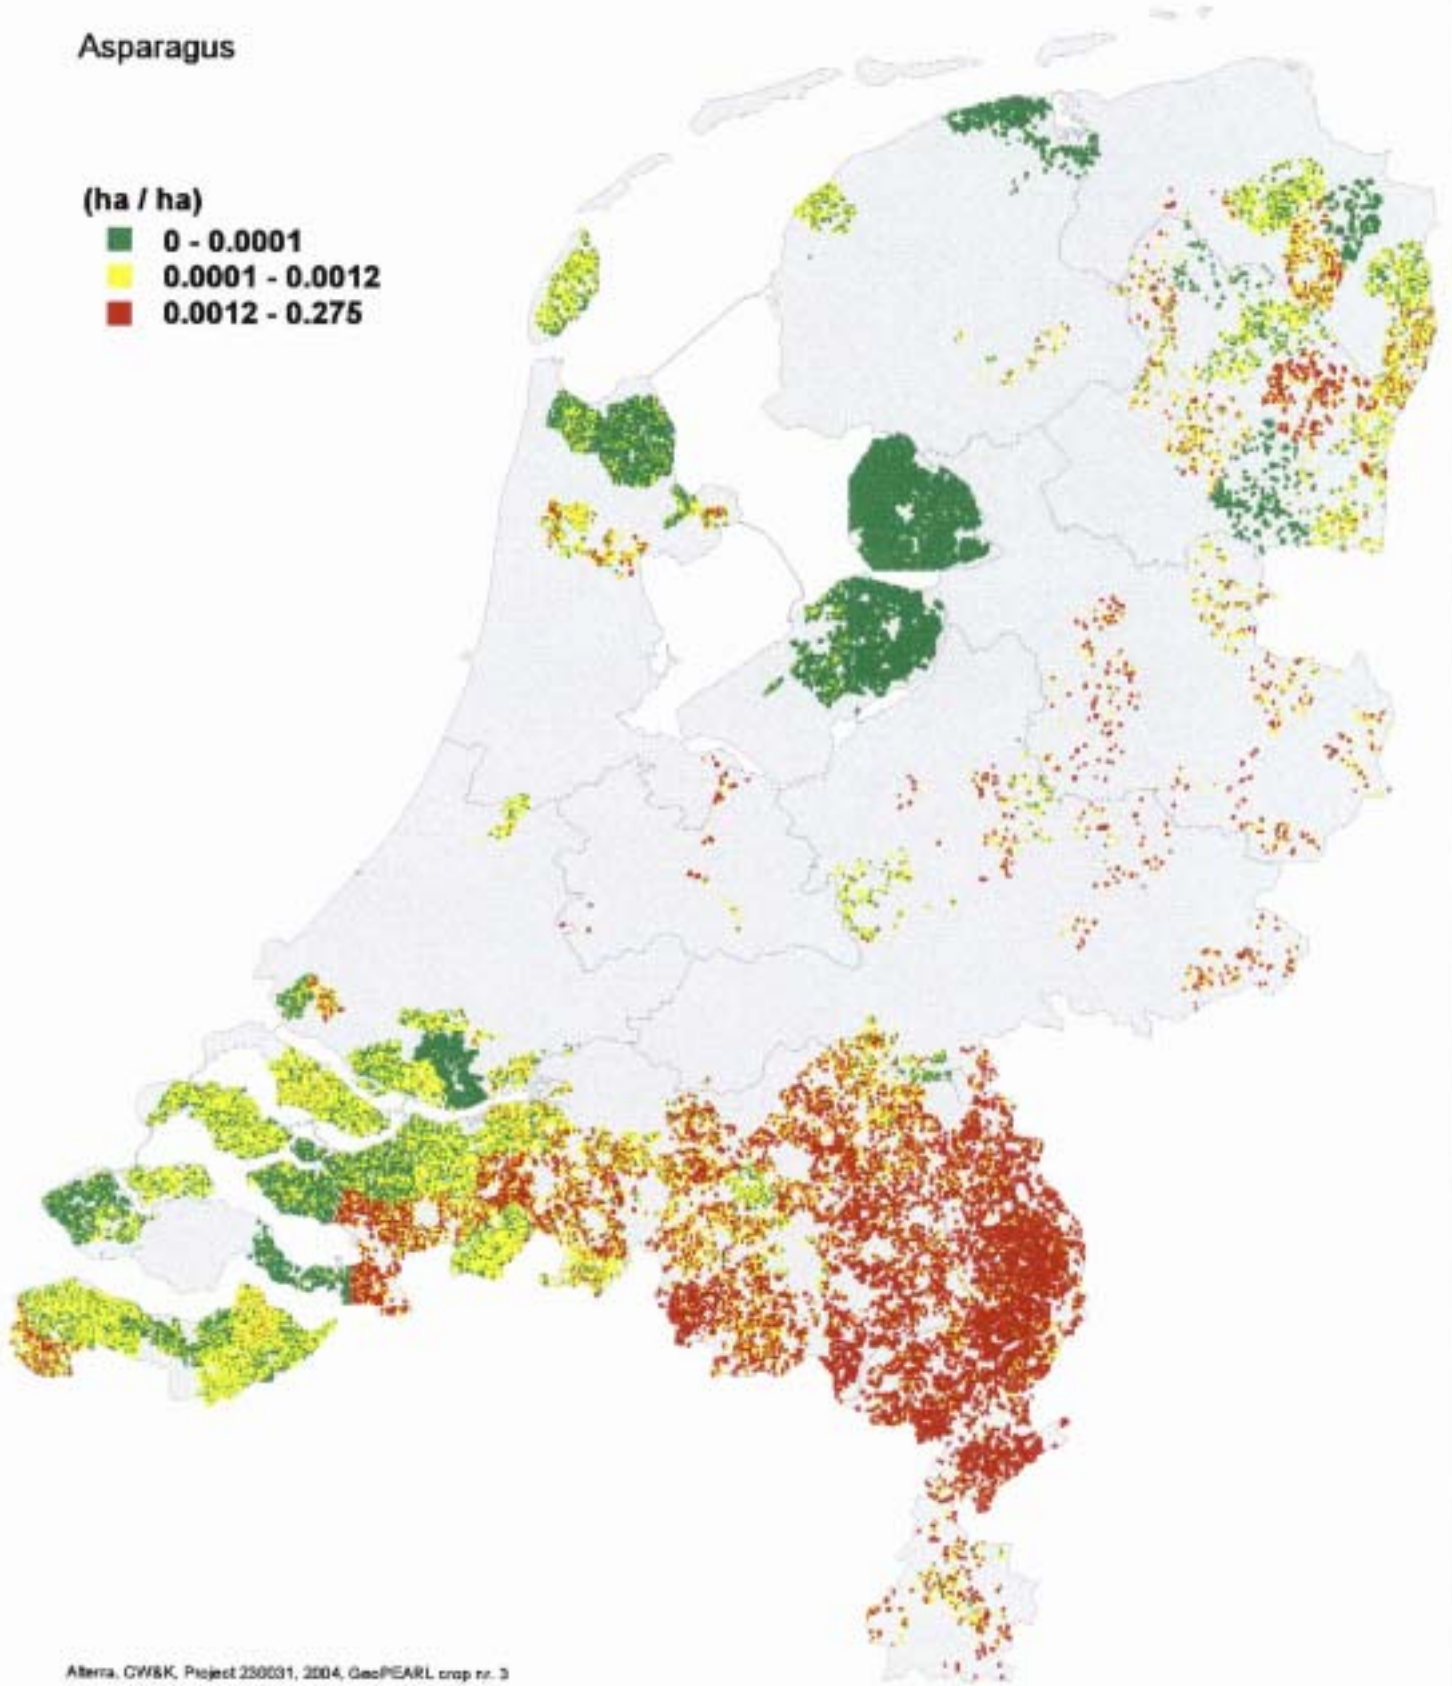 Asparagus
(ha / ha)
0 - 0.0001
0.0001 - 0.0012
0.0012 - 0.275
Alterra, CW&K, Project 230031, 2004, GeoPEARL crop nr. 3